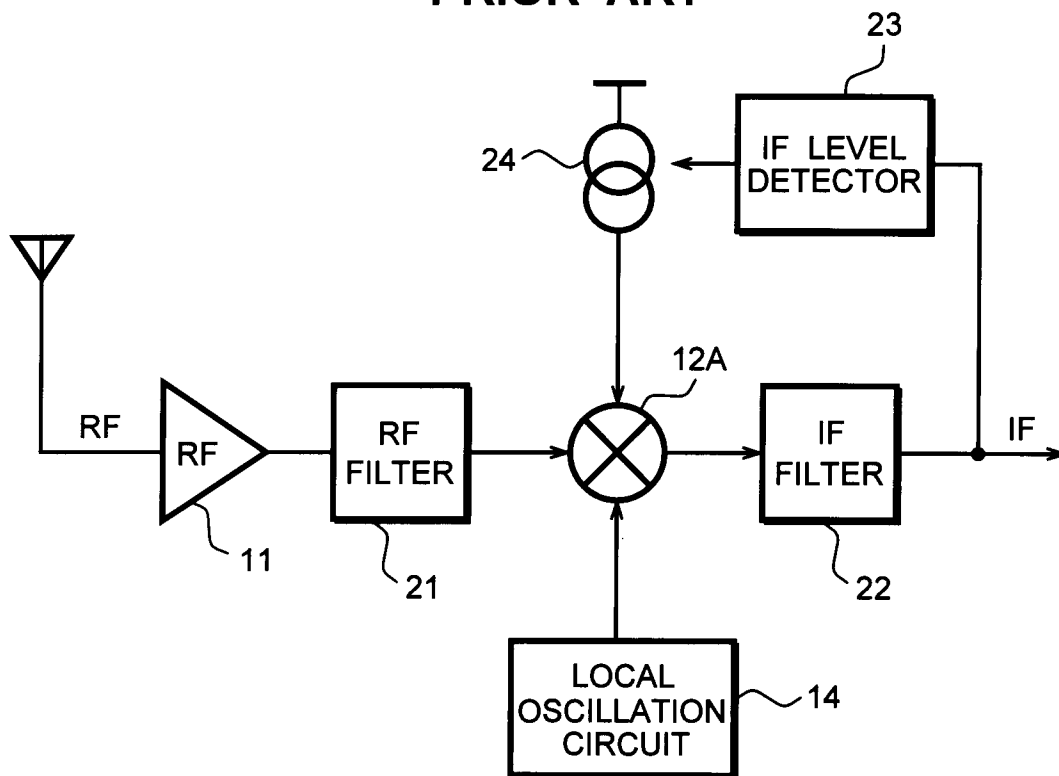 PRIOR ART
23
24
IF LEVEL
DETECTOR
12A
RF
RF
RF
FILTER
IF
FILTER
IF
11
21
22
LOCAL
OSCILLATION
CIRCUIT
14